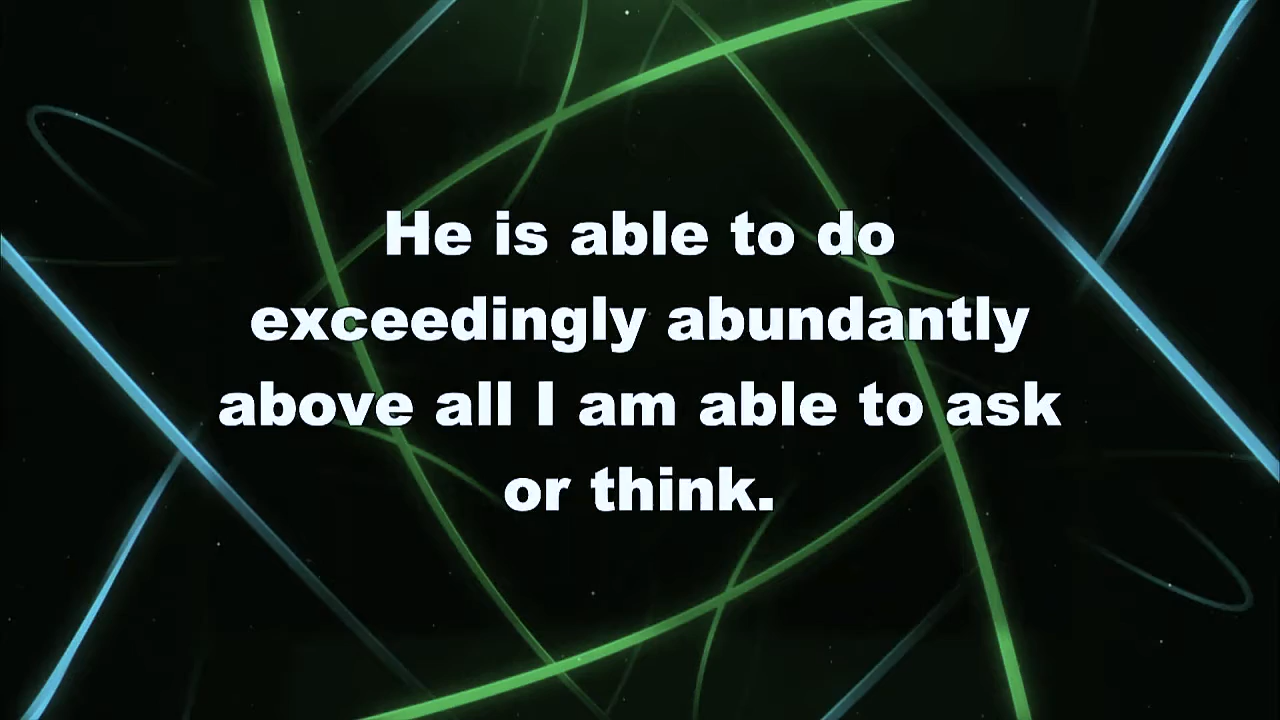 He is able to do
exceedingly abundantly
above all I am able to ask
or think.